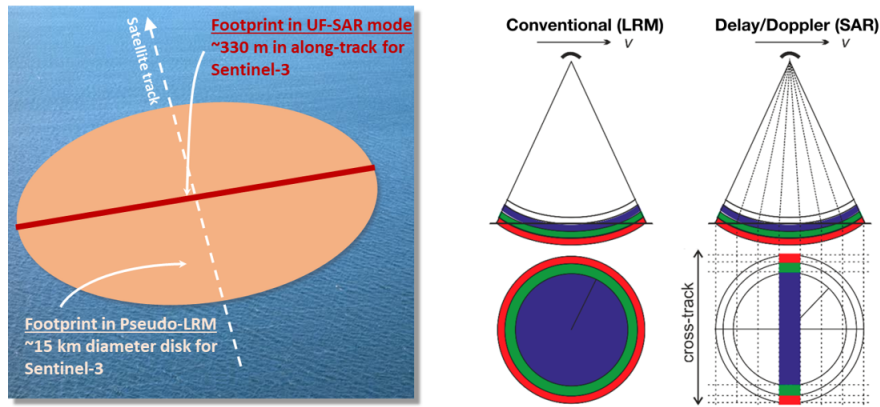 Footprint in UF-SAR mode
~330 m in along-track for
Sentinel-3
Satellite track
Footprint in Pseudo-LRM
~15 km diameter disk for
Sentinel-3
Conventional (LRM)
v
Delay/Doppler (SAR)
v
cross-track